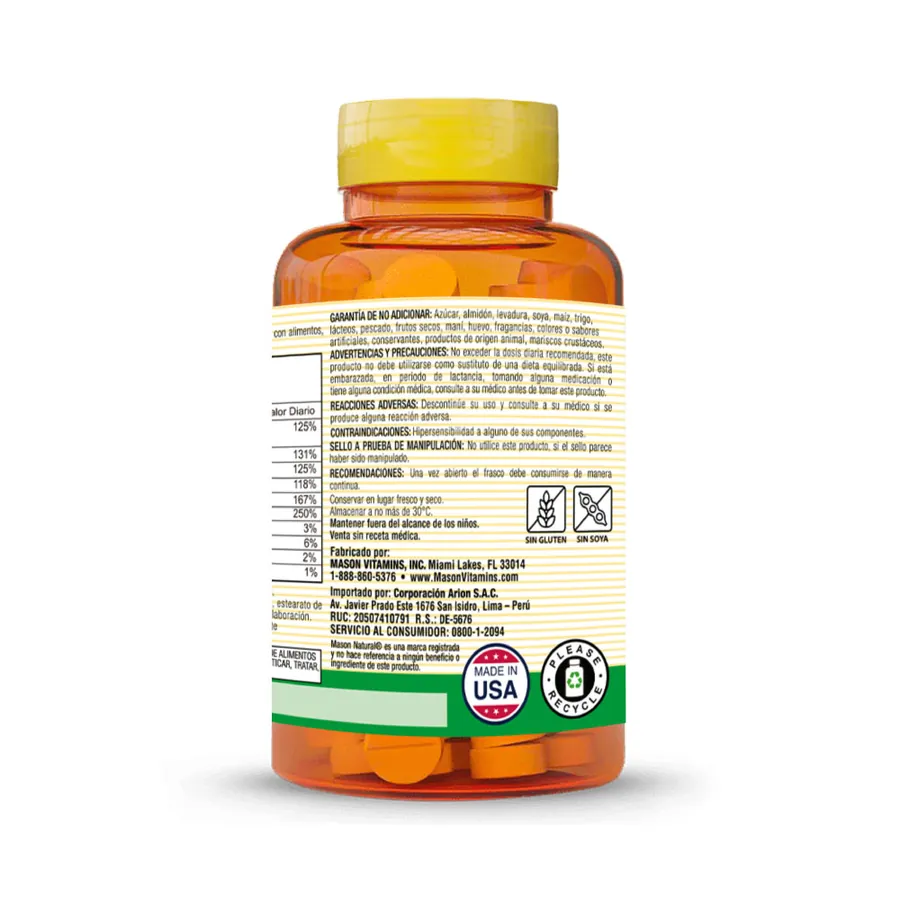 con alimentos,
alor Diario
125%
131%
125%
118%
167%
250%
3%
6%
2%
1%
. estearato de
laboración.
E ALIMENTOS
TICAR, TRATAR,
GARANTÍA DE NO ADICIONAR: Azúcar, almidón, levadura, soya, maíz, trigo,
lácteos, pescado, frutos secos, maní, huevo, fragancias, colores o sabores
artificiales, conservantes, productos de origen animal, mariscos crustáceos.
ADVERTENCIAS Y PRECAUCIONES: No exceder la dosis diaria recomendada, este
producto no debe utilizarse como sustituto de una dieta equilibrada. Si está
embarazada, en periodo de lactancia, tomando alguna medicación o
tiene alguna condición médica, consulte a su médico antes de tomar este producto.
REACCIONES ADVERSAS: Descontinúe su uso y consulte a su médico si se
produce alguna reacción adversa.
CONTRAINDICACIONES: Hipersensibilidad a alguno de sus componentes.
SELLO A PRUEBA DE MANIPULACIÓN: No utilice este producto, si el sello parece
haber sido manipulado.
RECOMENDACIONES: Una vez abierto el frasco debe consumirse de manera
continua.
Conservar en lugar fresco y seco.
Almacenar a no más de 30°C.
Mantener fuera del alcance de los niños.
Venta sin receta médica.
SIN GLUTEN
SIN SOYA
Fabricado por:
MASON VITAMINS, INC. Miami Lakes, FL 33014
1-888-860-5376 • www.MasonVitamins.com
Importado por: Corporación Arion S.A.C.
Av. Javier Prado Este 1676 San Isidro, Lima – Perú
RUC: 20507410791 R.S.: DE-5676
SERVICIO AL CONSUMIDOR: 0800-1-2094
Mason Natural® es una marca registrada
y no hace referencia a ningún beneficio o
ingrediente de este producto.
MADE IN
USA
PLEASE
RECYCLE